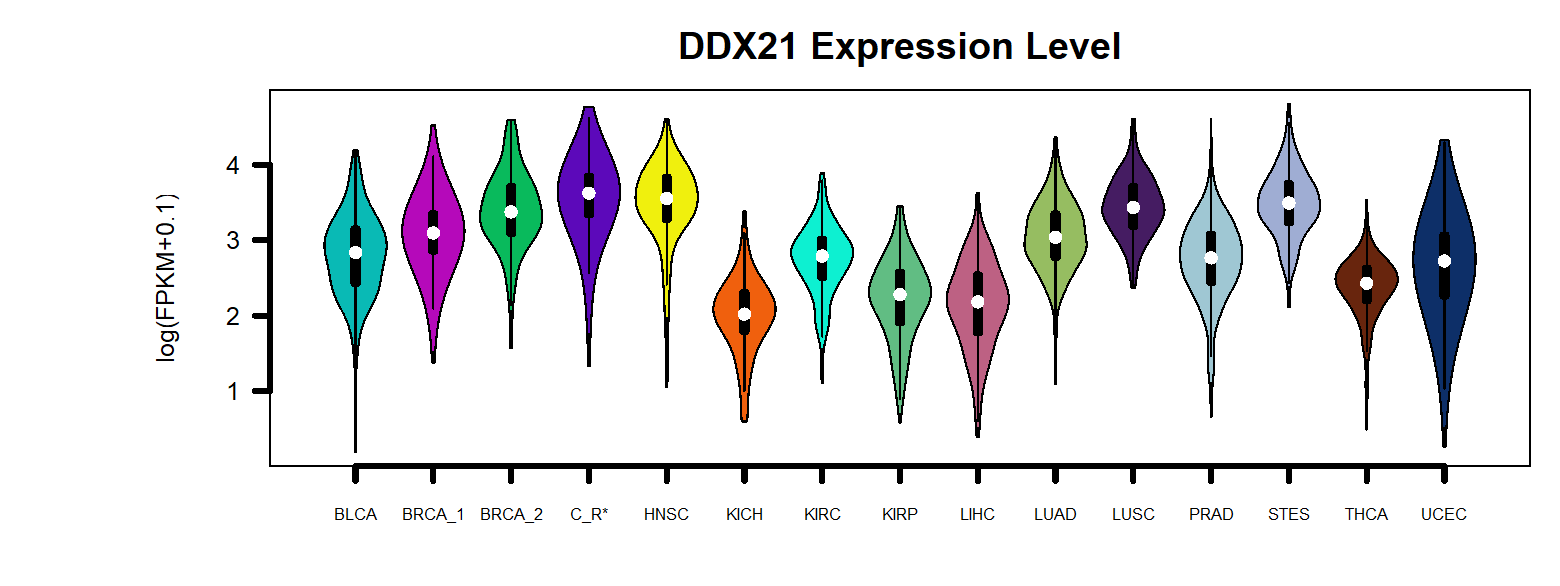 DDX21 Expression Level
log(FPKM+0.1)
4
3
2
1
BLCA BRCA_1 BRCA_2 C_R* HNSC KICH KIRC KIRP LIHC LUAD LUSC PRAD STES THCA UCEC